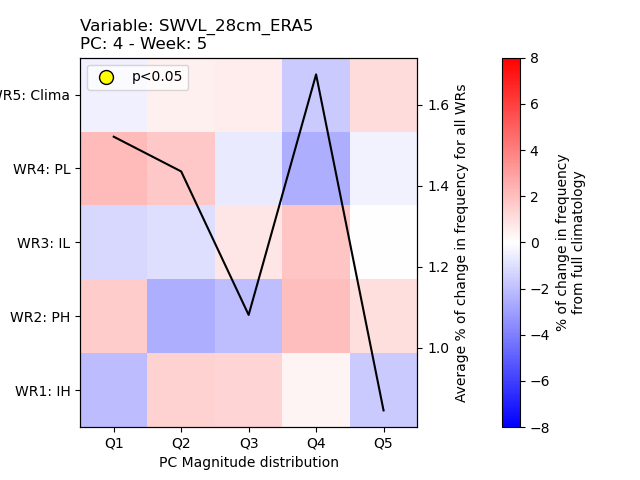 Variable: SWVL_28cm_ERA5
PC: 4 - Week: 5
p<0.05
WR5: Clima
WR4: PL
WR3: IL
WR2: PH
WR1: IH
Q1 Q2 Q3 Q4 Q5
PC Magnitude distribution
1.6
1.4
1.2
1.0
Average % of change in frequency for all WRs
8
6
4
2
0
−2
−4
−6
−8
% of change in frequency
from full climatology